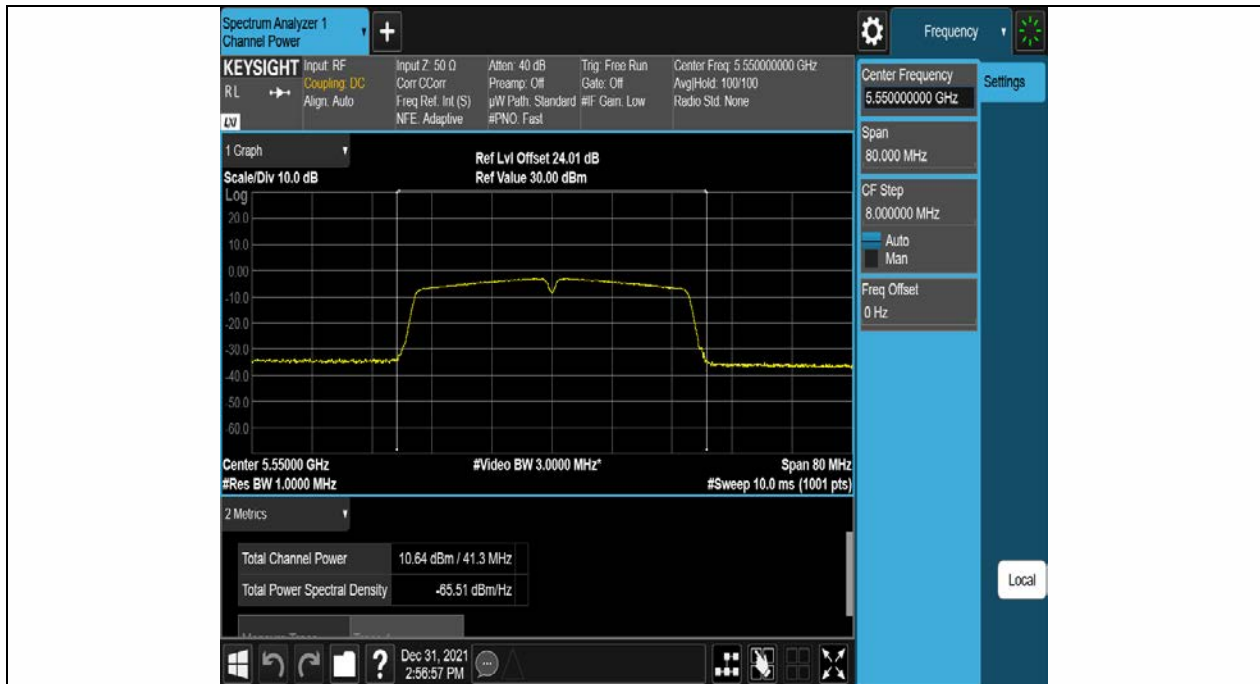 Spectrum Analyzer 1
Channel Power
+
Frequency
KEYSIGHT
RL
LXI
Input: RF
Coupling: DC
Align: Auto
Input Z: 50 Ω
Corr CCorr
Freq Ref: Int (S)
NFE: Adaptive
Atten: 40 dB
Preamp: Off
µW Path: Standard
#PNO: Fast
Trig: Free Run
Gate: Off
#IF Gain: Low
Center Freq: 5.550000000 GHz
Avg|Hold: 100/100
Radio Std: None
Center Frequency
5.550000000 GHz
Settings
Span
80.000 MHz
CF Step
8.000000 MHz
Auto
Man
Freq Offset
0 Hz
Local
1 Graph
Scale/Div 10.0 dB
Ref Lvl Offset 24.01 dB
Ref Value 30.00 dBm
Log
20.0
10.0
0.00
-10.0
-20.0
-30.0
-40.0
-50.0
-60.0
Center 5.55000 GHz
#Res BW 1.0000 MHz
#Video BW 3.0000 MHz*
Span 80 MHz
#Sweep 10.0 ms (1001 pts)
2 Metrics
Total Channel Power 10.64 dBm / 41.3 MHz
Total Power Spectral Density -65.51 dBm/Hz
?
Dec 31, 2021
2:56:57 PM